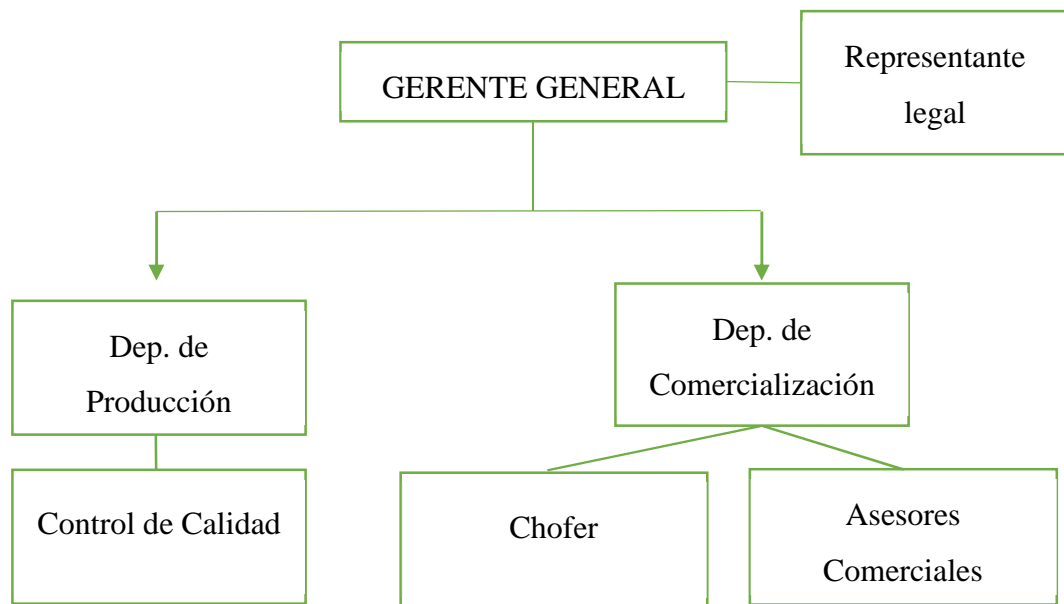 GERENTE GENERAL
Representante
legal
Dep. de
Producción
Dep. de
Comercialización
Control de Calidad
Chofer
Asesores
Comerciales